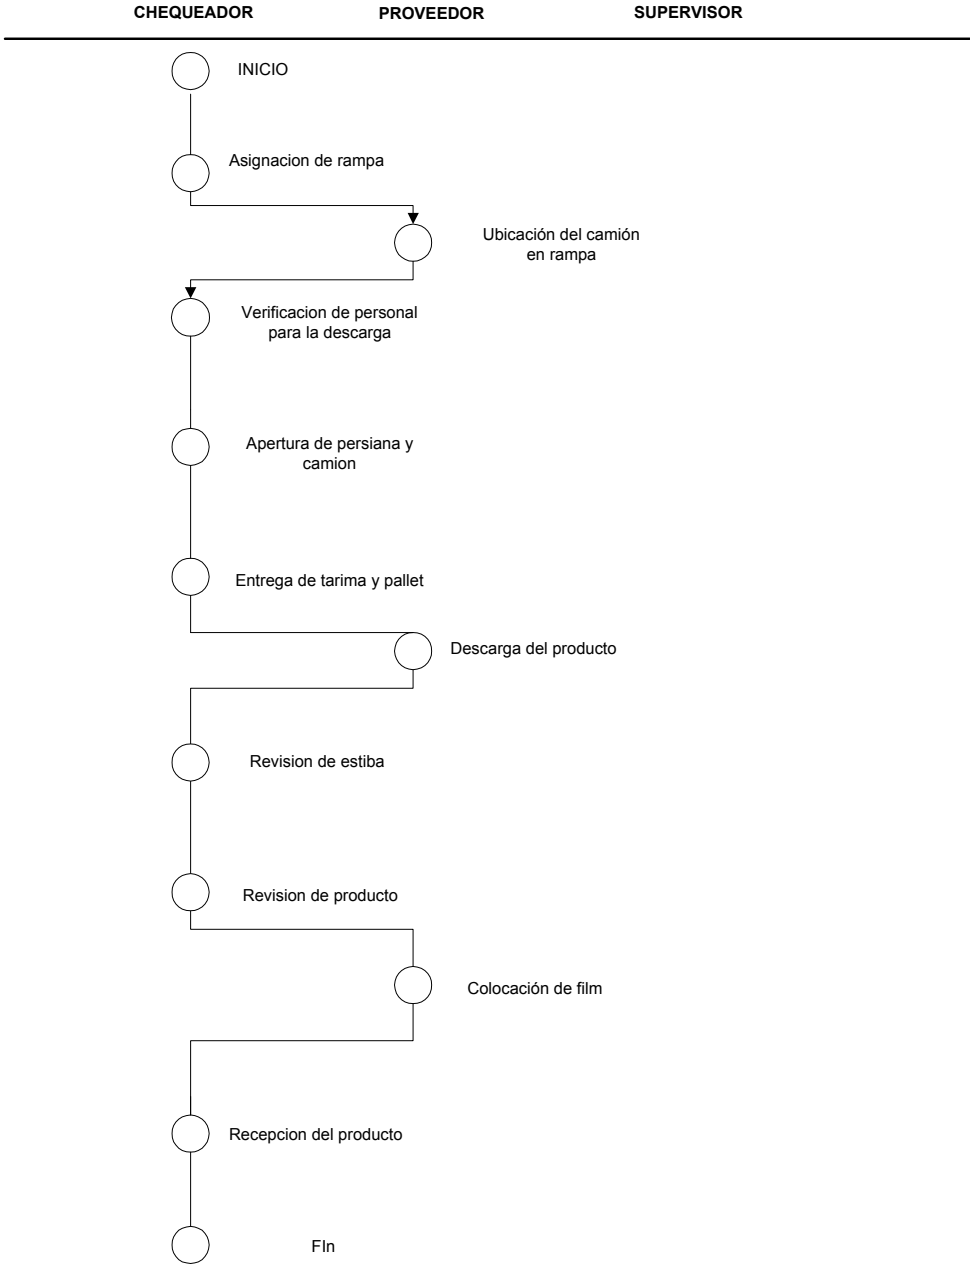 CHEQUEADOR PROVEEDOR SUPERVISOR
INICIO
Asignacion de rampa
Ubicación del camión
en rampa
Verificacion de personal
para la descarga
Apertura de persiana y
camion
Entrega de tarima y pallet
Descarga del producto
Revision de estiba
Revision de producto
Colocación de film
Recepcion del producto
FIn